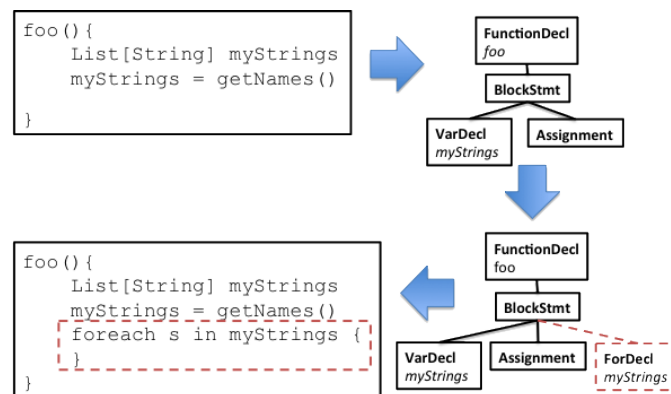 foo(){
List[String] myStrings
myStrings = getNames()
}
FunctionDecl
foo
BlockStmt
VarDecl
myStrings
Assignment
foo(){
List[String] myStrings
myStrings = getNames()
foreach s in myStrings {
}
}
FunctionDecl
foo
BlockStmt
VarDecl
myStrings
Assignment
ForDecl
myStrings